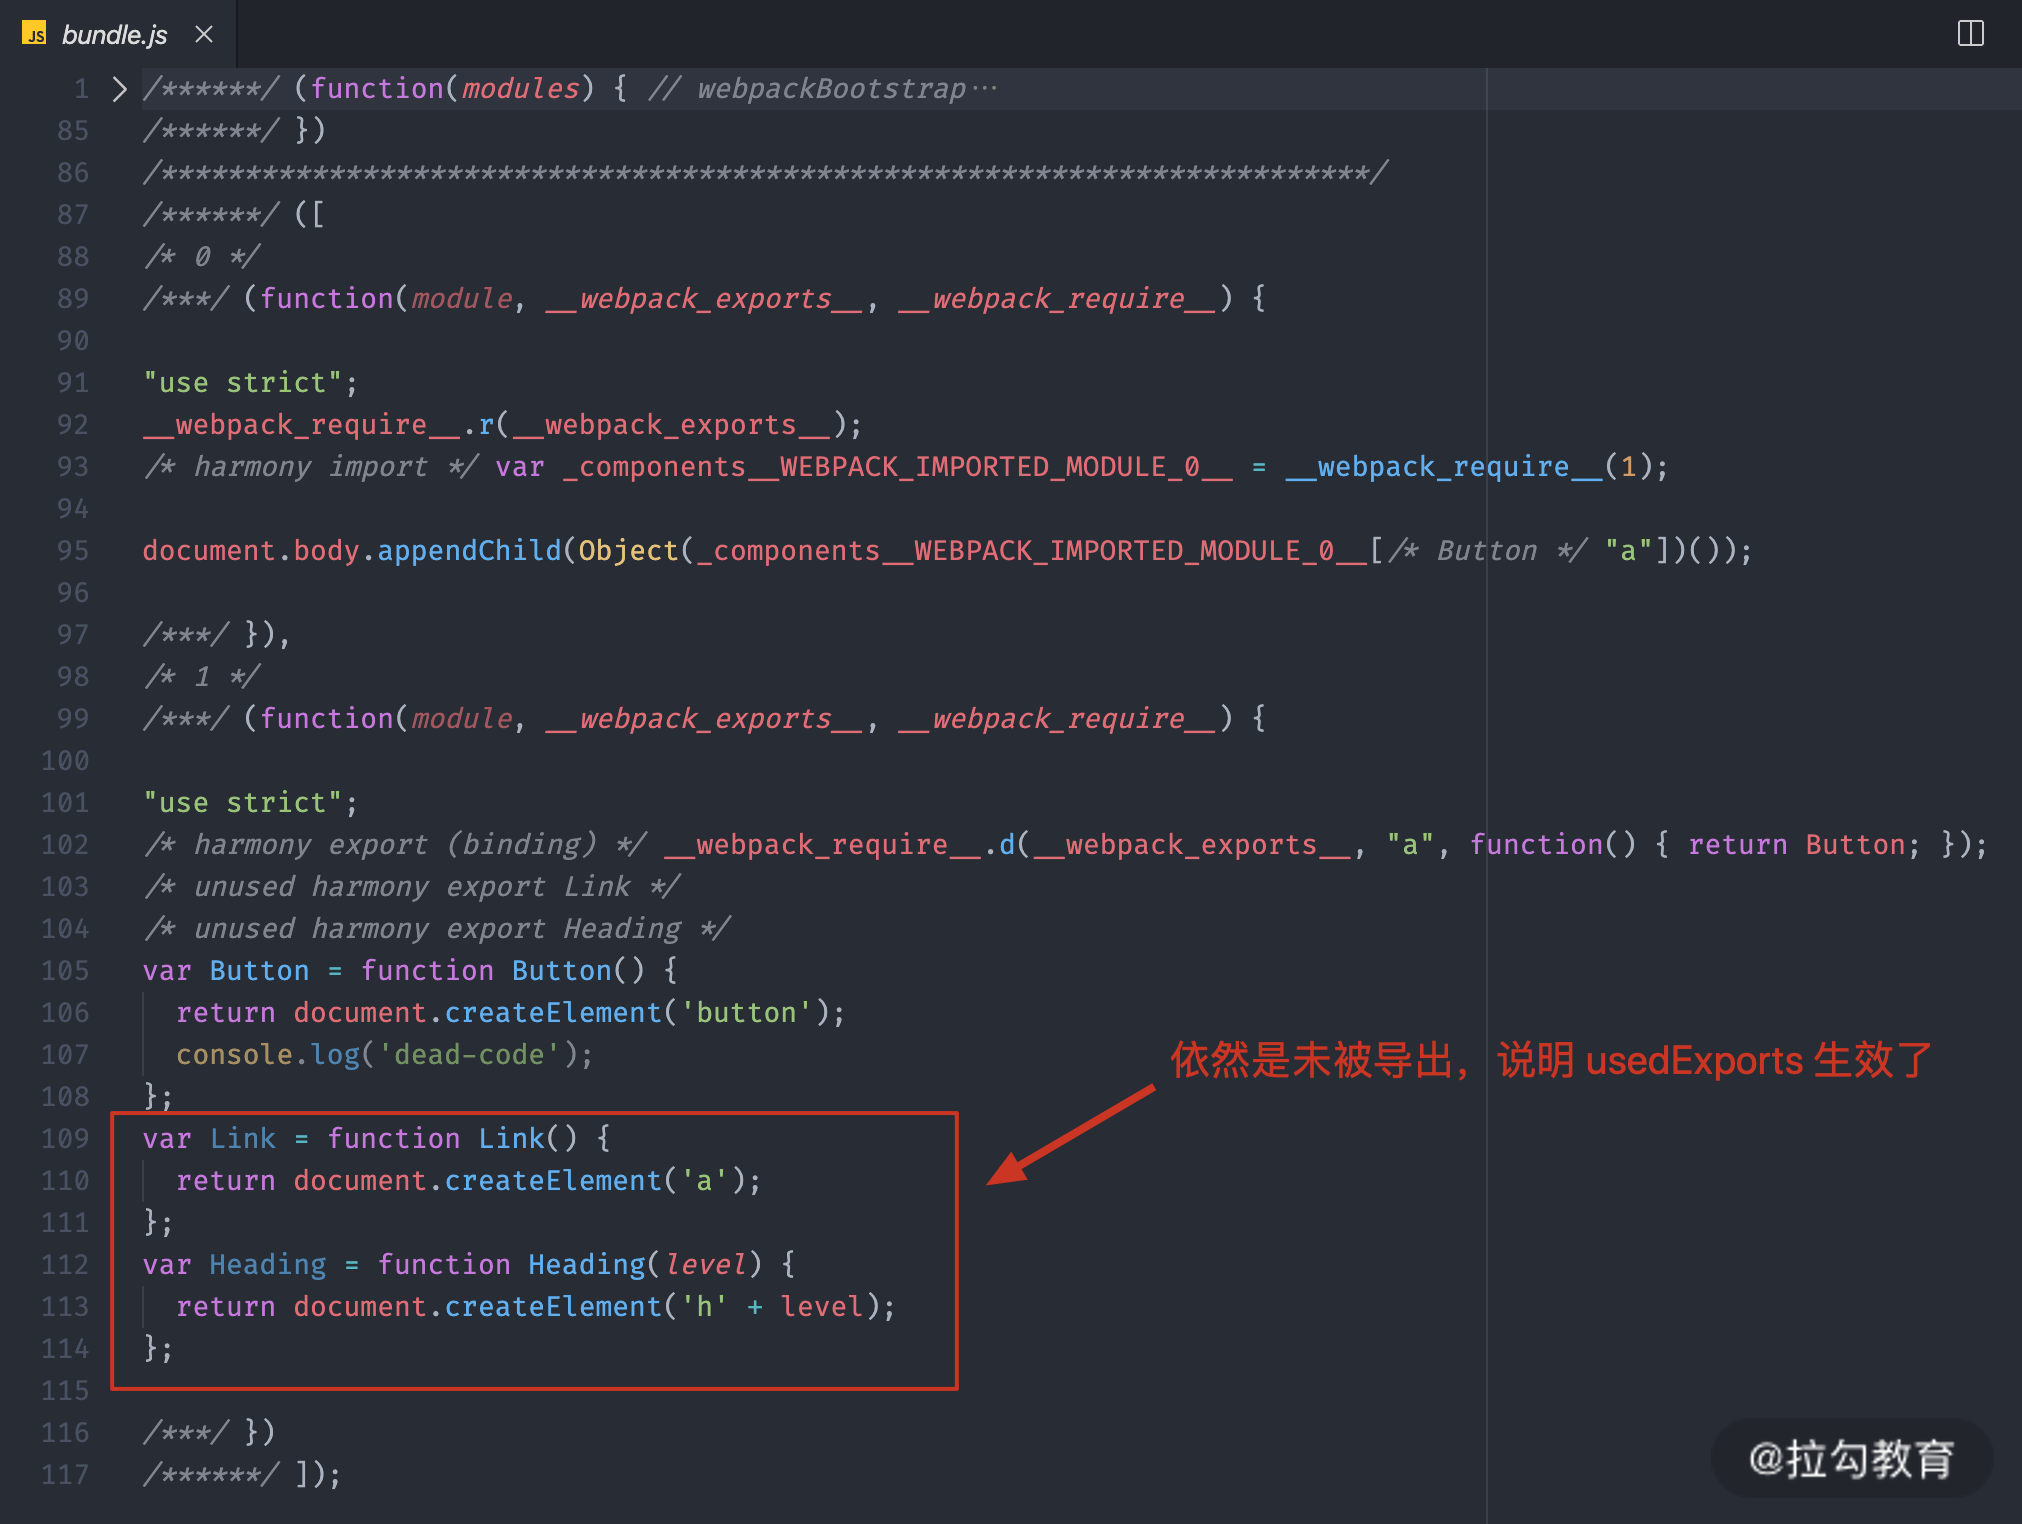 JS bundle.js
1 /******/ (function(modules) { // webpackBootstrap…
85 /******/ })
86 /************************************************************************/
87 /******/ ([
88 /* 0 */
89 /***/ (function(module, __webpack_exports__, __webpack_require__) {
90
91 "use strict";
92 __webpack_require__.r(__webpack_exports__);
93 /* harmony import */ var _components__WEBPACK_IMPORTED_MODULE_0__ = __webpack_require__(1);
94
95 document.body.appendChild(Object(_components__WEBPACK_IMPORTED_MODULE_0__[/* Button */ "a"])());
96
97 /***/ }),
98 /* 1 */
99 /***/ (function(module, __webpack_exports__, __webpack_require__) {
100
101 "use strict";
102 /* harmony export (binding) */ __webpack_require__.d(__webpack_exports__, "a", function() { return Button; });
103 /* unused harmony export Link */
104 /* unused harmony export Heading */
105 var Button = function Button() {
106   return document.createElement('button');
107   console.log('dead-code');
依然是未被导出，说明 usedExports 生效了
108 };
109 var Link = function Link() {
110   return document.createElement('a');
111 };
112 var Heading = function Heading(level) {
113   return document.createElement('h' + level);
114 };
115
116 /***/ })
117 /******/ ]);
@拉勾教育